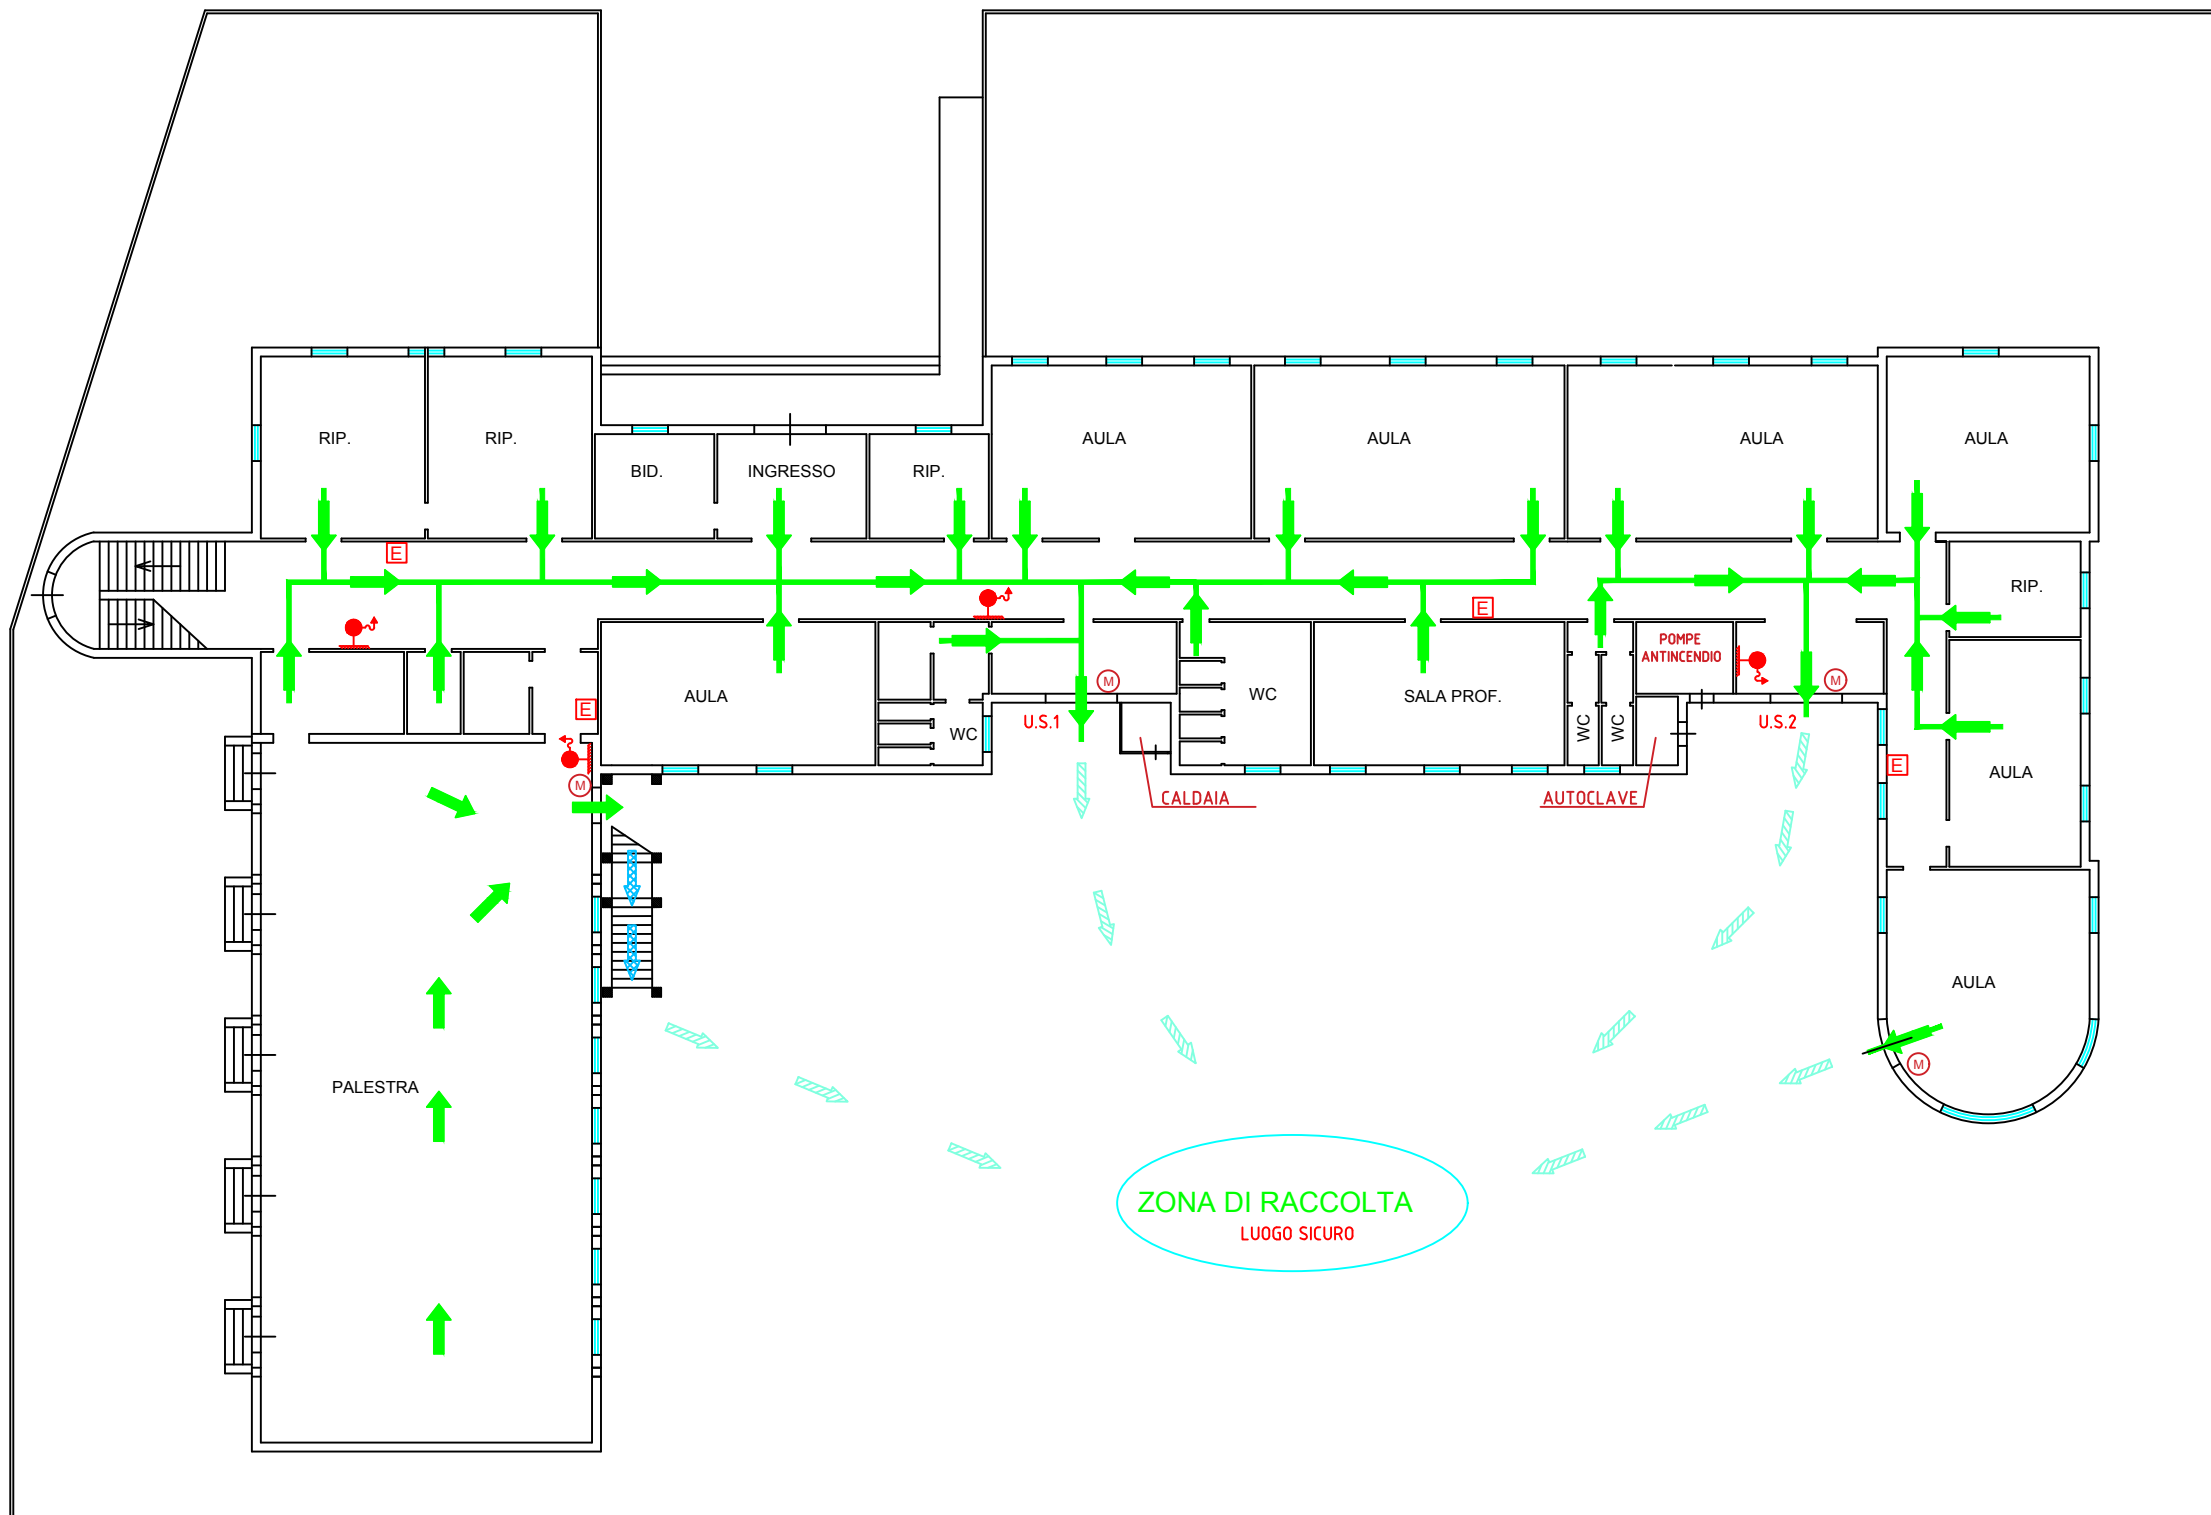 RIP.
RIP.
BID.
INGRESSO
RIP.
AULA
AULA
AULA
AULA
E
E
RIP.
POMPE
ANTINCENDIO
AULA
E
WC
M
U.S.1
WC
SALA PROF.
WC
WC
M
U.S.2
E
AULA
M
CALDAIA
AUTOCLAVE
AULA
M
PALESTRA
ZONA DI RACCOLTA
LUOGO SICURO